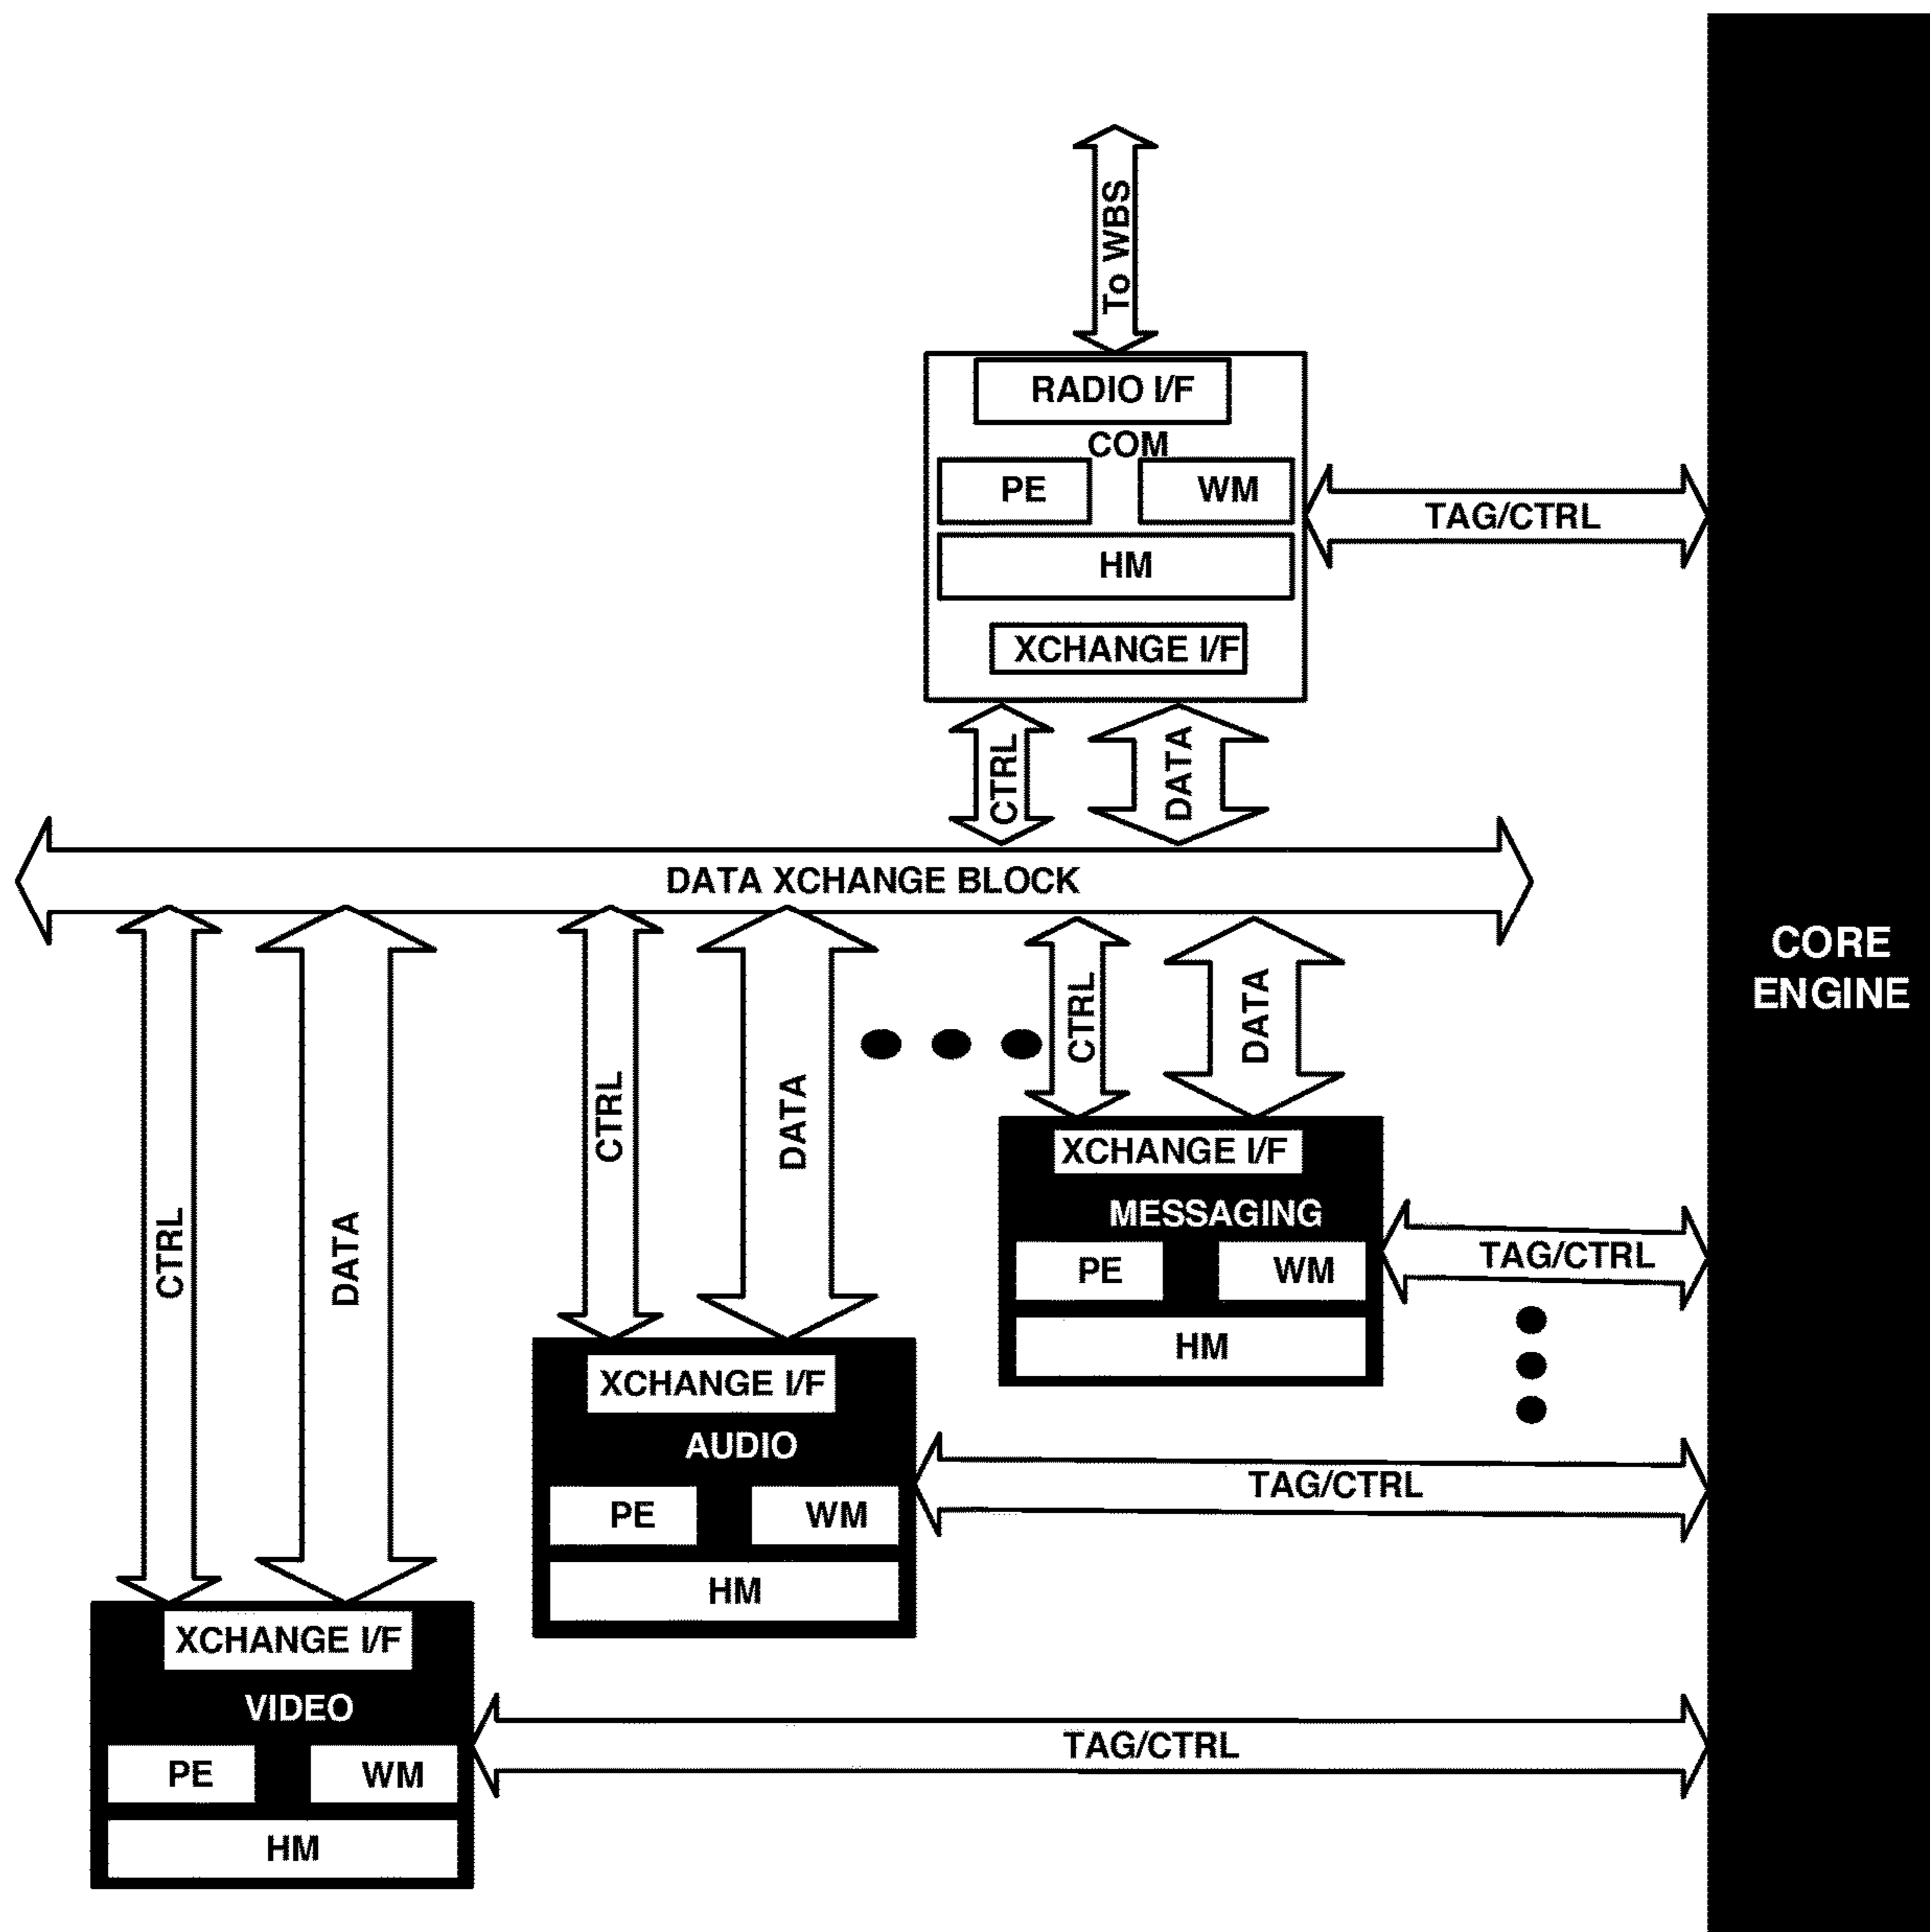 To WBS
RADIO I/F
COM
PE
WM
HM
XCHANGE I/F
TAG/CTRL
CTRL
DATA
DATA XCHANGE BLOCK
CORE
ENGINE
CTRL
DATA
CTRL
DATA
CTRL
DATA
XCHANGE I/F
MESSAGING
PE
WM
HM
TAG/CTRL
XCHANGE I/F
AUDIO
PE
WM
HM
TAG/CTRL
XCHANGE I/F
VIDEO
PE
WM
HM
TAG/CTRL